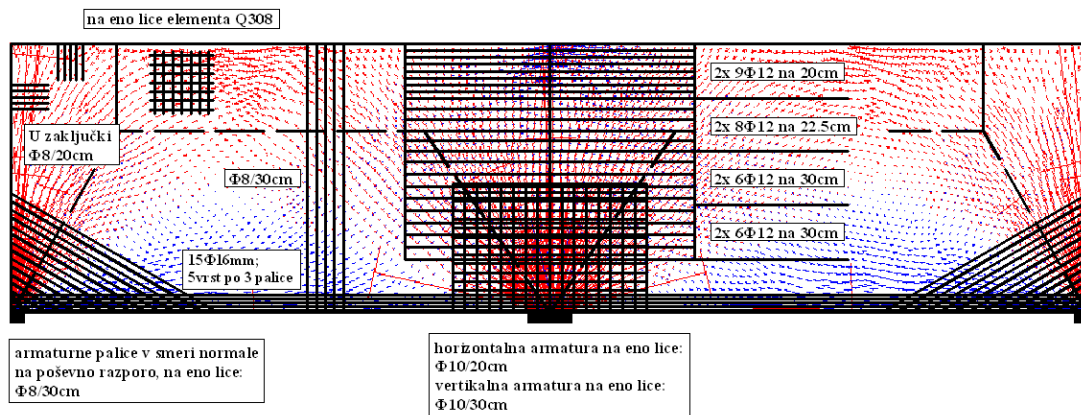 na eno lice elementa Q308
2x 9Φ12 na 20cm
2x 8Φ12 na 22.5cm
U zaključki
Φ8/20cm
Φ8/30cm
2x 6Φ12 na 30cm
2x 6Φ12 na 30cm
15Φ16mm;
5vrst po 3 palice
armaturne palice v smeri normale
na poševno razporo, na eno lice:
Φ8/30cm
horizontalna armatura na eno lice:
Φ10/20cm
vertikalna armatura na eno lice:
Φ10/30cm